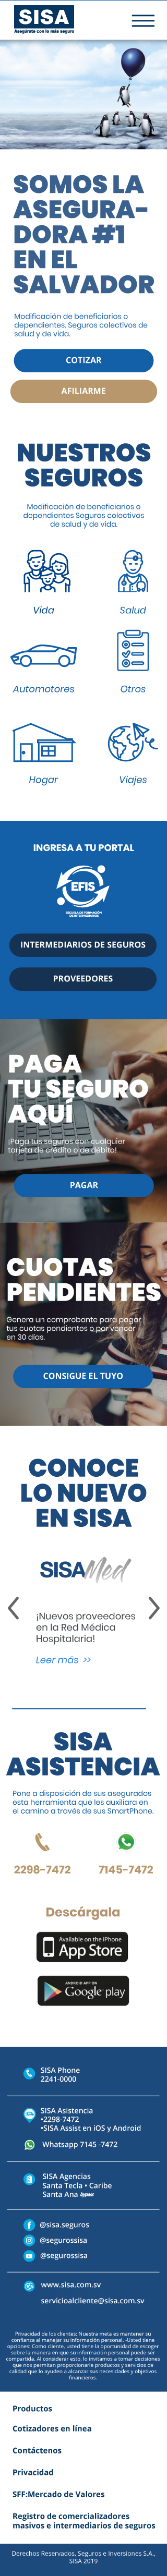 SISA
Asegúrate con lo más seguro
SOMOS LA
ASEGURA-
DORA #1
EN EL
SALVADOR
Modificación de beneficiarios o
dependientes. Seguros colectivos de
salud y de vida.
COTIZAR
AFILIARME
NUESTROS
SEGUROS
Modificación de beneficiarios o
dependientes Seguros colectivos
de salud y de vida.
Vida
Salud
Automotores
Otros
Hogar
Viajes
INGRESA A TU PORTAL
EFIS
ESCUELA DE FORMACIÓN
DE INTERMEDIARIOS
INTERMEDIARIOS DE SEGUROS
PROVEEDORES
PAGA
TU SEGURO
AQUÍ
¡Paga tus seguros con cualquier
tarjeta de crédito o de débito!
PAGAR
CUOTAS
PENDIENTES
Genera un comprobante para pagar
tus cuotas pendientes o por vencer
en 30 días.
CONSIGUE EL TUYO
CONOCE
LO NUEVO
EN SISA
SISA Med
¡Nuevos proveedores
en la Red Médica
Hospitalaria!
Leer más >>
SISA
ASISTENCIA
Pone a disposición de sus asegurados
esta herramienta que les auxiliara en
el camino a través de sus SmartPhone.
2298-7472
7145-7472
Descárgala
Available on the iPhone
App Store
ANDROID APP ON
Google play
SISA Phone
2241-0000
SISA Asistencia
•2298-7472
•SISA Assist en iOS y Android
Whatsapp 7145 -7472
SISA Agencias
Santa Tecla • Caribe
Santa Ana
@sisa.seguros
@segurossisa
@segurossisa
www.sisa.com.sv
servicioalcliente@sisa.com.sv
Privacidad de los clientes: Nuestra meta es mantener su
confianza al manejar su información personal. -Usted tiene
opciones: Como cliente, usted tiene la oportunidad de escoger
sobre la manera en que su información personal puede ser
compartida. Al considerar esto, lo invitamos a tomar decisiones
que nos permitan proporcionarle productos y servicios de
calidad que lo ayuden a alcanzar sus necesidades y objetivos
financieros.
Productos
Cotizadores en línea
Contáctenos
Privacidad
SFF:Mercado de Valores
Registro de comercializadores
masivos e intermediarios de seguros
Derechos Reservados, Seguros e Inversiones S.A.,
SISA 2019